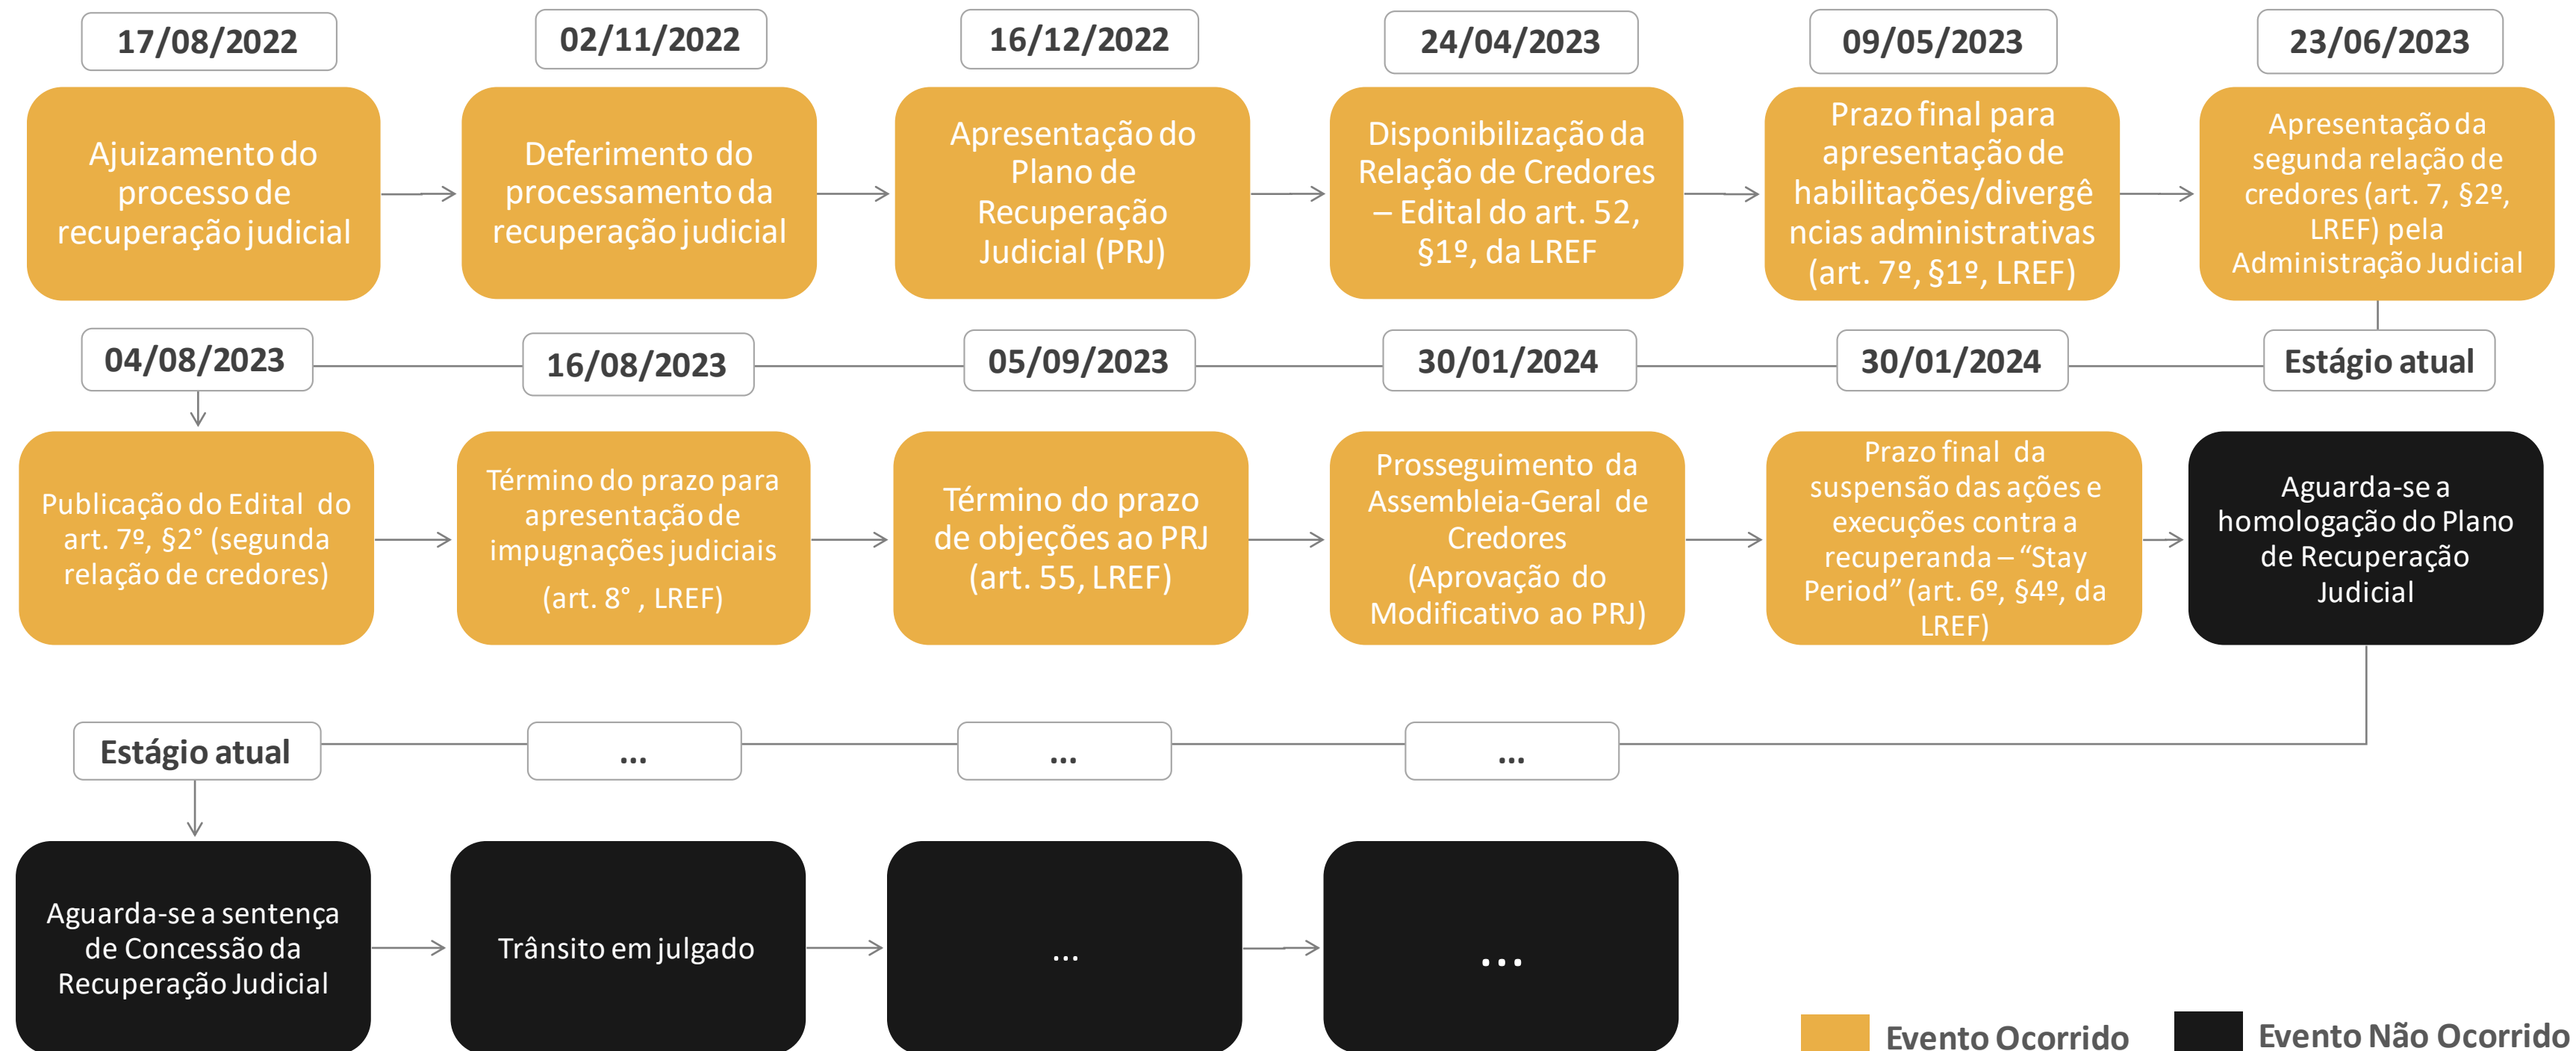 17/08/2022
02/11/2022
16/12/2022
24/04/2023
09/05/2023
23/06/2023
Ajuizamento do
processo de
recuperação judicial
Deferimento do
processamento da
recuperação judicial
Apresentação do
Plano de
Recuperação
Judicial (PRJ)
Disponibilização da
Relação de Credores
– Edital do art. 52,
§1º, da LREF
Prazo final para
apresentação de
habilitações/divergê
ncias administrativas
(art. 7º, §1º, LREF)
Apresentação da
segunda relação de
credores (art. 7, §2º,
LREF) pela
Administração Judicial
04/08/2023
16/08/2023
05/09/2023
30/01/2024
30/01/2024
Estágio atual
Publicação do Edital do
art. 7º, §2° (segunda
relação de credores)
Término do prazo para
apresentação de
impugnações judiciais
(art. 8° , LREF)
Término do prazo
de objeções ao PRJ
(art. 55, LREF)
Prosseguimento da
Assembleia-Geral de
Credores
(Aprovação do
Modificativo ao PRJ)
Prazo final da
suspensão das ações e
execuções contra a
recuperanda – “Stay
Period” (art. 6º, §4º, da
LREF)
Aguarda-se a
homologação do Plano
de Recuperação
Judicial
Estágio atual
...
...
...
Aguarda-se a sentença
de Concessão da
Recuperação Judicial
Trânsito em julgado
...
...
Evento Ocorrido
Evento Não Ocorrido